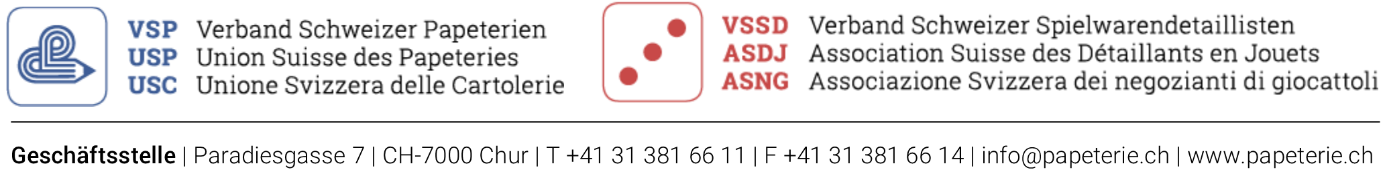 VSP Verband Schweizer Papeterien
USP Union Suisse des Papeteries
USC Unione Svizzera delle Cartolerie
VSSD Verband Schweizer Spielwarendetaillisten
ASDJ Association Suisse des Détaillants en Jouets
ASNG Associazione Svizzera dei negozianti di giocattoli
Geschäftsstelle | Paradiesgasse 7 | CH-7000 Chur | T +41 31 381 66 11 | F +41 31 381 66 14 | info@papeterie.ch | www.papeterie.ch